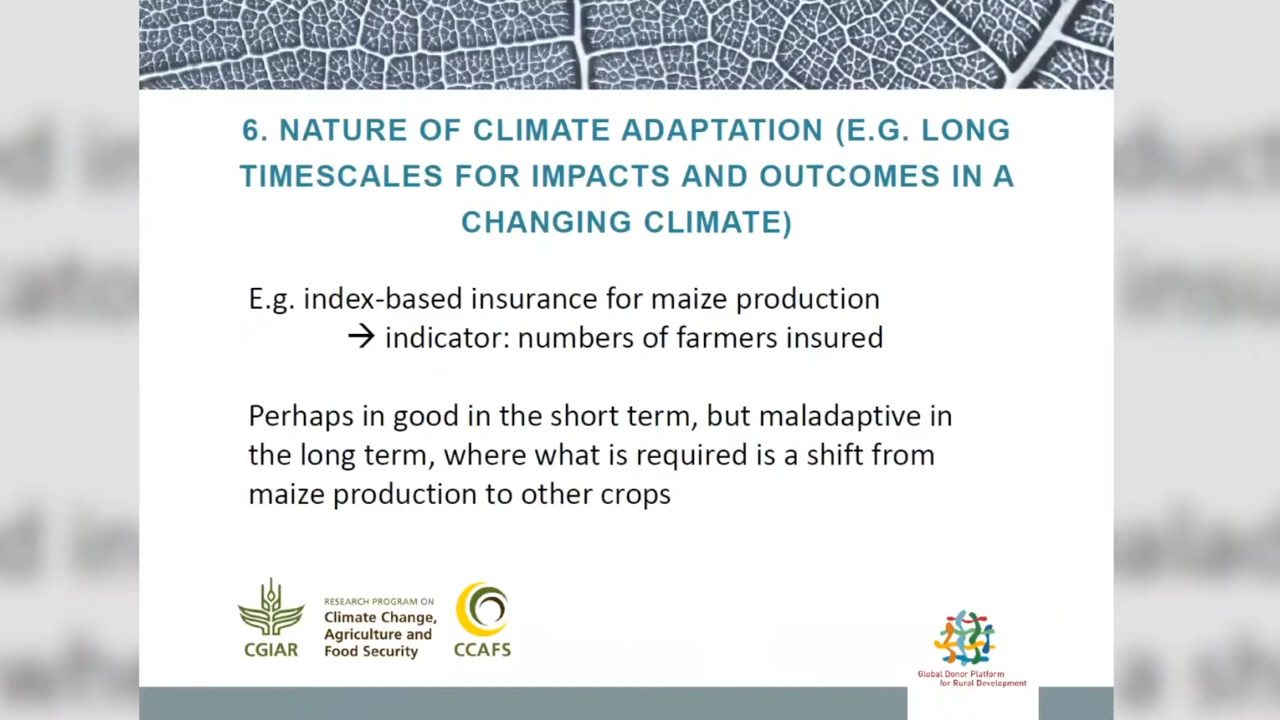 6. NATURE OF CLIMATE ADAPTATION (E.G. LONG
TIMESCALES FOR IMPACTS AND OUTCOMES IN A
CHANGING CLIMATE)
E.g. index-based insurance for maize production
→ indicator: numbers of farmers insured
Perhaps in good in the short term, but maladaptive in
the long term, where what is required is a shift from
maize production to other crops
CGIAR
RESEARCH PROGRAM ON
Climate Change,
Agriculture and
Food Security
CCAFS
Global Donor Platform
for Rural Development